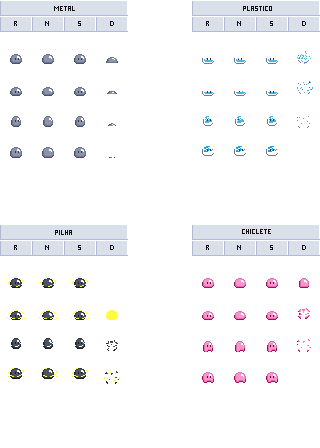 METAL
R N S D
PLASTICO
R N S D
PILHA
R N S D
CHICLETE
R N S D